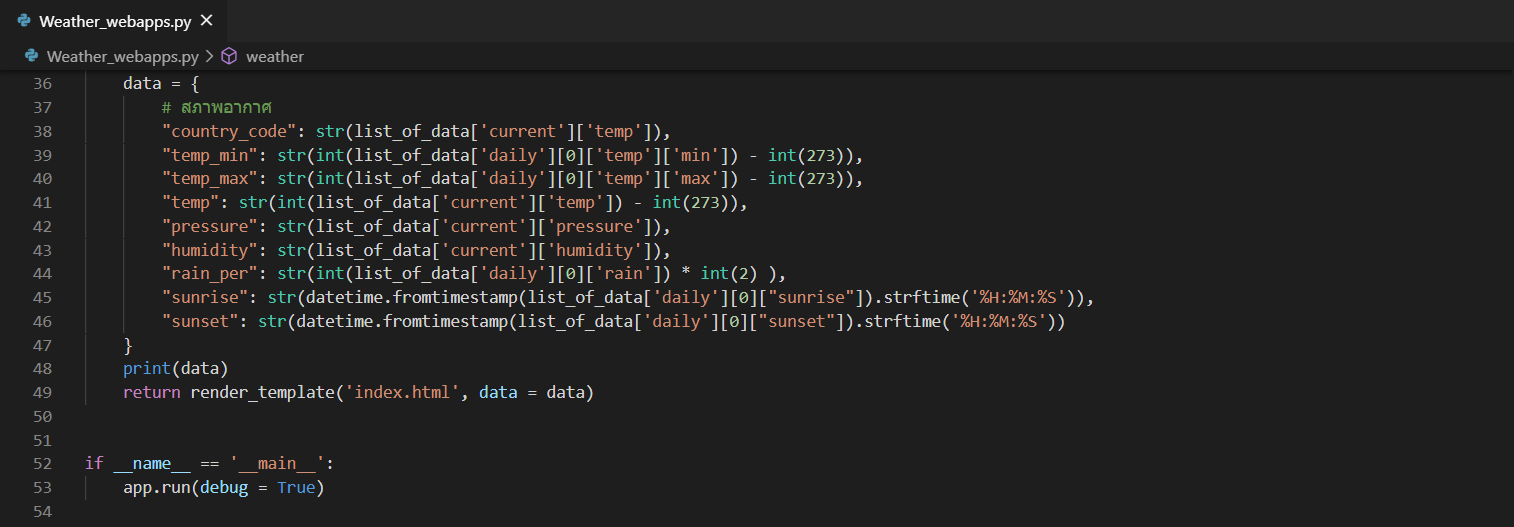 Weather_webapps.py ×
Weather_webapps.py > weather
36 data = {
37 # สภาพอากาศ
38 "country_code": str(list_of_data['current']['temp']),
39 "temp_min": str(int(list_of_data['daily'][0]['temp']['min']) - int(273)),
40 "temp_max": str(int(list_of_data['daily'][0]['temp']['max']) - int(273)),
41 "temp": str(int(list_of_data['current']['temp']) - int(273)),
42 "pressure": str(list_of_data['current']['pressure']),
43 "humidity": str(list_of_data['current']['humidity']),
44 "rain_per": str(int(list_of_data['daily'][0]['rain']) * int(2) ),
45 "sunrise": str(datetime.fromtimestamp(list_of_data['daily'][0]["sunrise"]).strftime('%H:%M:%S')),
46 "sunset": str(datetime.fromtimestamp(list_of_data['daily'][0]["sunset"]).strftime('%H:%M:%S'))
47 }
48 print(data)
49 return render_template('index.html', data = data)
50
51
52 if __name__ == '__main__':
53 app.run(debug = True)
54